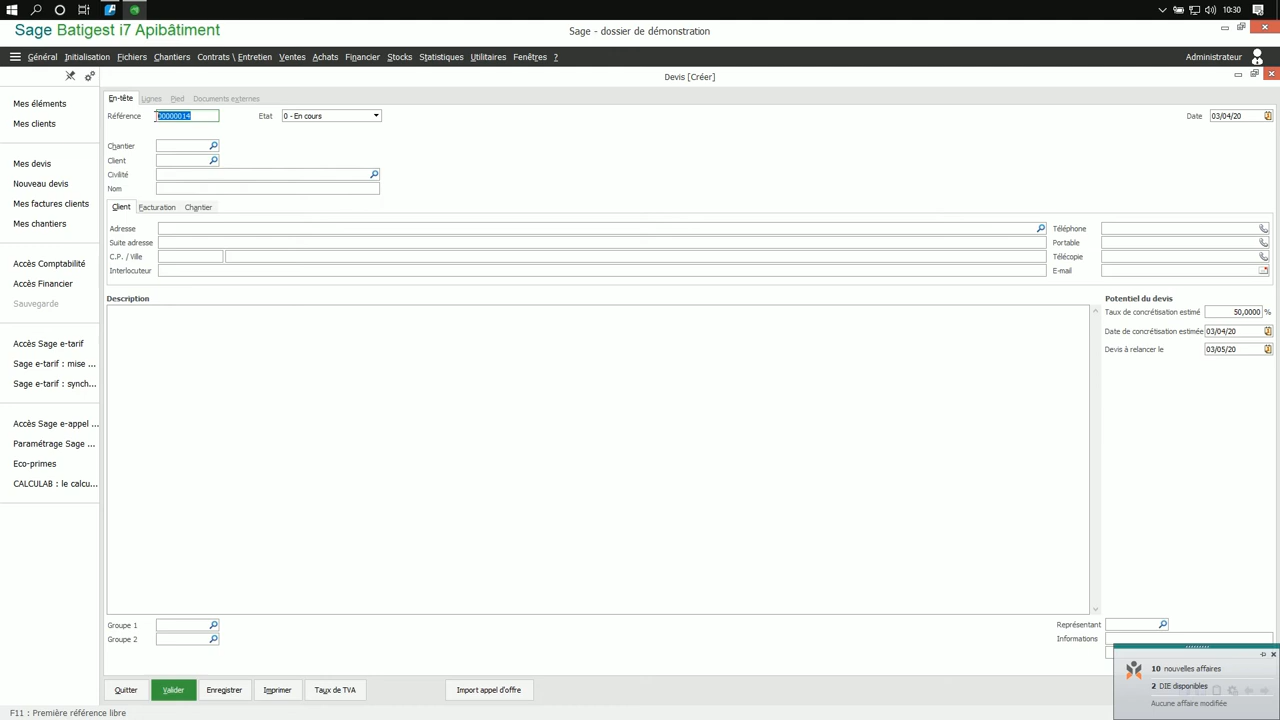 10:30
Sage Batigest i7 Apibâtiment
Sage - dossier de démonstration
Général Initialisation Fichiers Chantiers Contrats \ Entretien Ventes Achats Financier Stocks Statistiques Utilitaires Fenêtres ?
Administrateur
Devis [Créer]
Mes éléments
Mes clients
Mes devis
Nouveau devis
Mes factures clients
Mes chantiers
Accès Comptabilité
Accès Financier
Sauvegarde
Accès Sage e-tarif
Sage e-tarif : mise ...
Sage e-tarif : synch...
Accès Sage e-appel ...
Paramétrage Sage ...
Eco-primes
CALCULAB : le calcu...
En-tête Lignes Pied Documents externes
Référence 00000014 Etat 0 - En cours Date 03/04/20
Chantier
Client
Civilité
Nom
Client Facturation Chantier
Adresse Téléphone
Suite adresse Portable
C.P. / Ville Télécopie
Interlocuteur E-mail
Description
Potentiel du devis
Taux de concrétisation estimé 50,0000 %
Date de concrétisation estimée 03/04/20
Devis à relancer le 03/05/20
Groupe 1
Groupe 2
Représentant
Informations
10 nouvelles affaires
2 DIE disponibles
Aucune affaire modifiée
Quitter Valider Enregistrer Imprimer Taux de TVA Import appel d'offre
F11 : Première référence libre